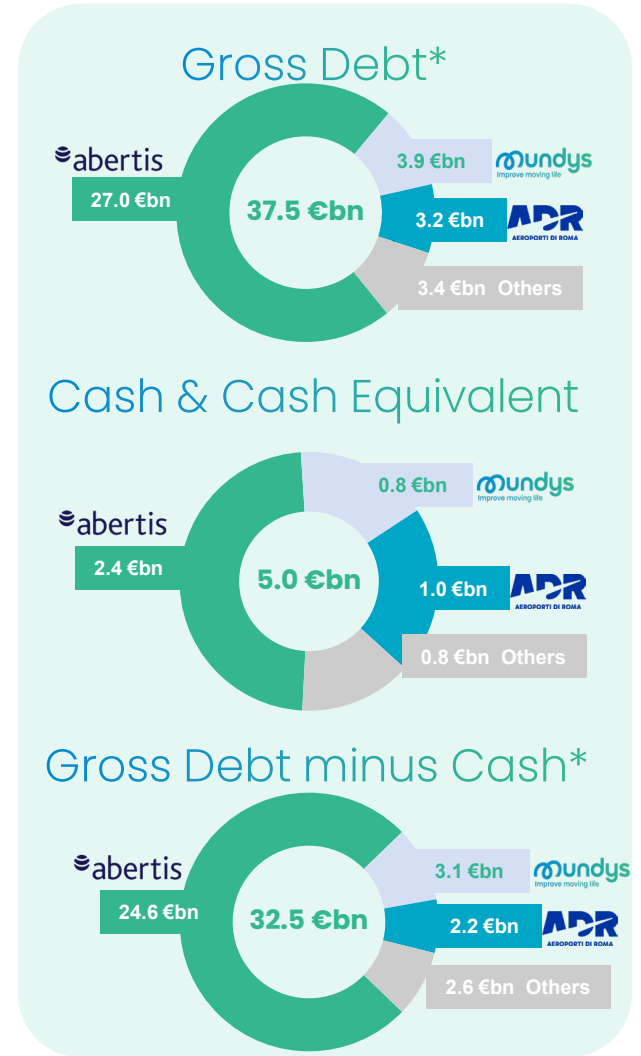 Gross Debt*
abertis
27.0 €bn
37.5 €bn
3.9 €bn
mundys
Improve moving life
3.2 €bn
ADR
AEROPORTI DI ROMA
3.4 €bn Others
Cash & Cash Equivalent
abertis
2.4 €bn
5.0 €bn
0.8 €bn
mundys
Improve moving life
1.0 €bn
ADR
AEROPORTI DI ROMA
0.8 €bn Others
Gross Debt minus Cash*
abertis
24.6 €bn
32.5 €bn
3.1 €bn
mundys
Improve moving life
2.2 €bn
ADR
AEROPORTI DI ROMA
2.6 €bn Others